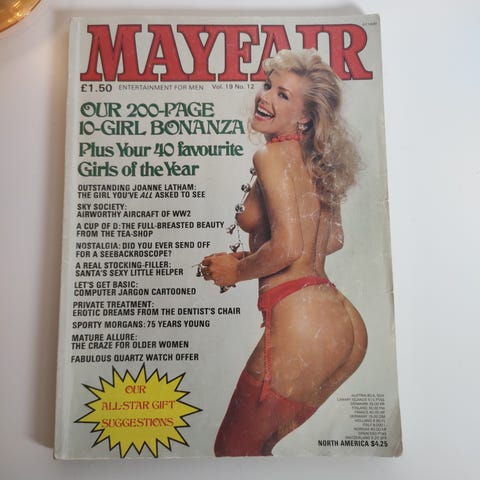 MAYFAIR
£1.50 ENTERTAINMENT FOR MEN Vol. 19 No. 12
OUR 200-PAGE
10-GIRL BONANZA
Plus Your 40 favourite
Girls of the Year
OUTSTANDING JOANNE LATHAM:
THE GIRL YOU'VE ALL ASKED TO SEE
SKY SOCIETY:
AIRWORTHY AIRCRAFT OF WW2
A CUP OF D: THE FULL-BREASTED BEAUTY
FROM THE TEA-SHOP
NOSTALGIA: DID YOU EVER SEND OFF
FOR A SEEBACKROSCOPE?
A REAL STOCKING-FILLER:
SANTA'S SEXY LITTLE HELPER
LET'S GET BASIC:
COMPUTER JARGON CARTOONED
PRIVATE TREATMENT:
EROTIC DREAMS FROM THE DENTIST'S CHAIR
SPORTY MORGANS: 75 YEARS YOUNG
MATURE ALLURE:
THE CRAZE FOR OLDER WOMEN
FABULOUS QUARTZ WATCH OFFER
OUR
ALL-STAR GIFT
SUGGESTIONS
NORTH AMERICA $4.25